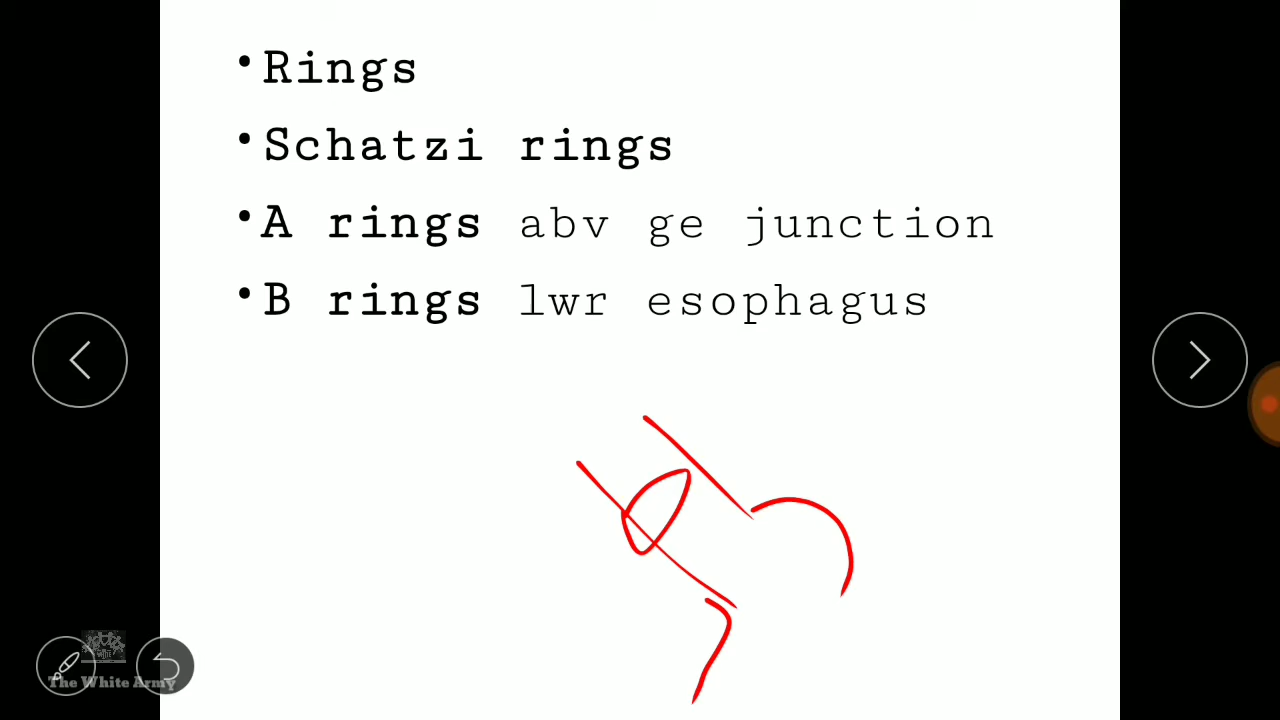 • Rings
• Schatzi rings
• A rings abv ge junction
• B rings lwr esophagus
The White Army